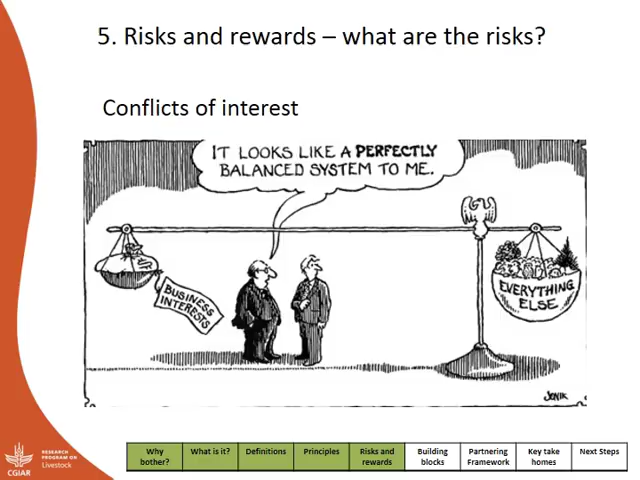 5. Risks and rewards – what are the risks?
Conflicts of interest
IT LOOKS LIKE A PERFECTLY
BALANCED SYSTEM TO ME.
BUSINESS
INTERESTS
EVERYTHING
ELSE
JONIK
CGIAR
RESEARCH
PROGRAM ON
Livestock
Why
bother?
What is it?
Definitions
Principles
Risks and
rewards
Building
blocks
Partnering
Framework
Key take
homes
Next Steps